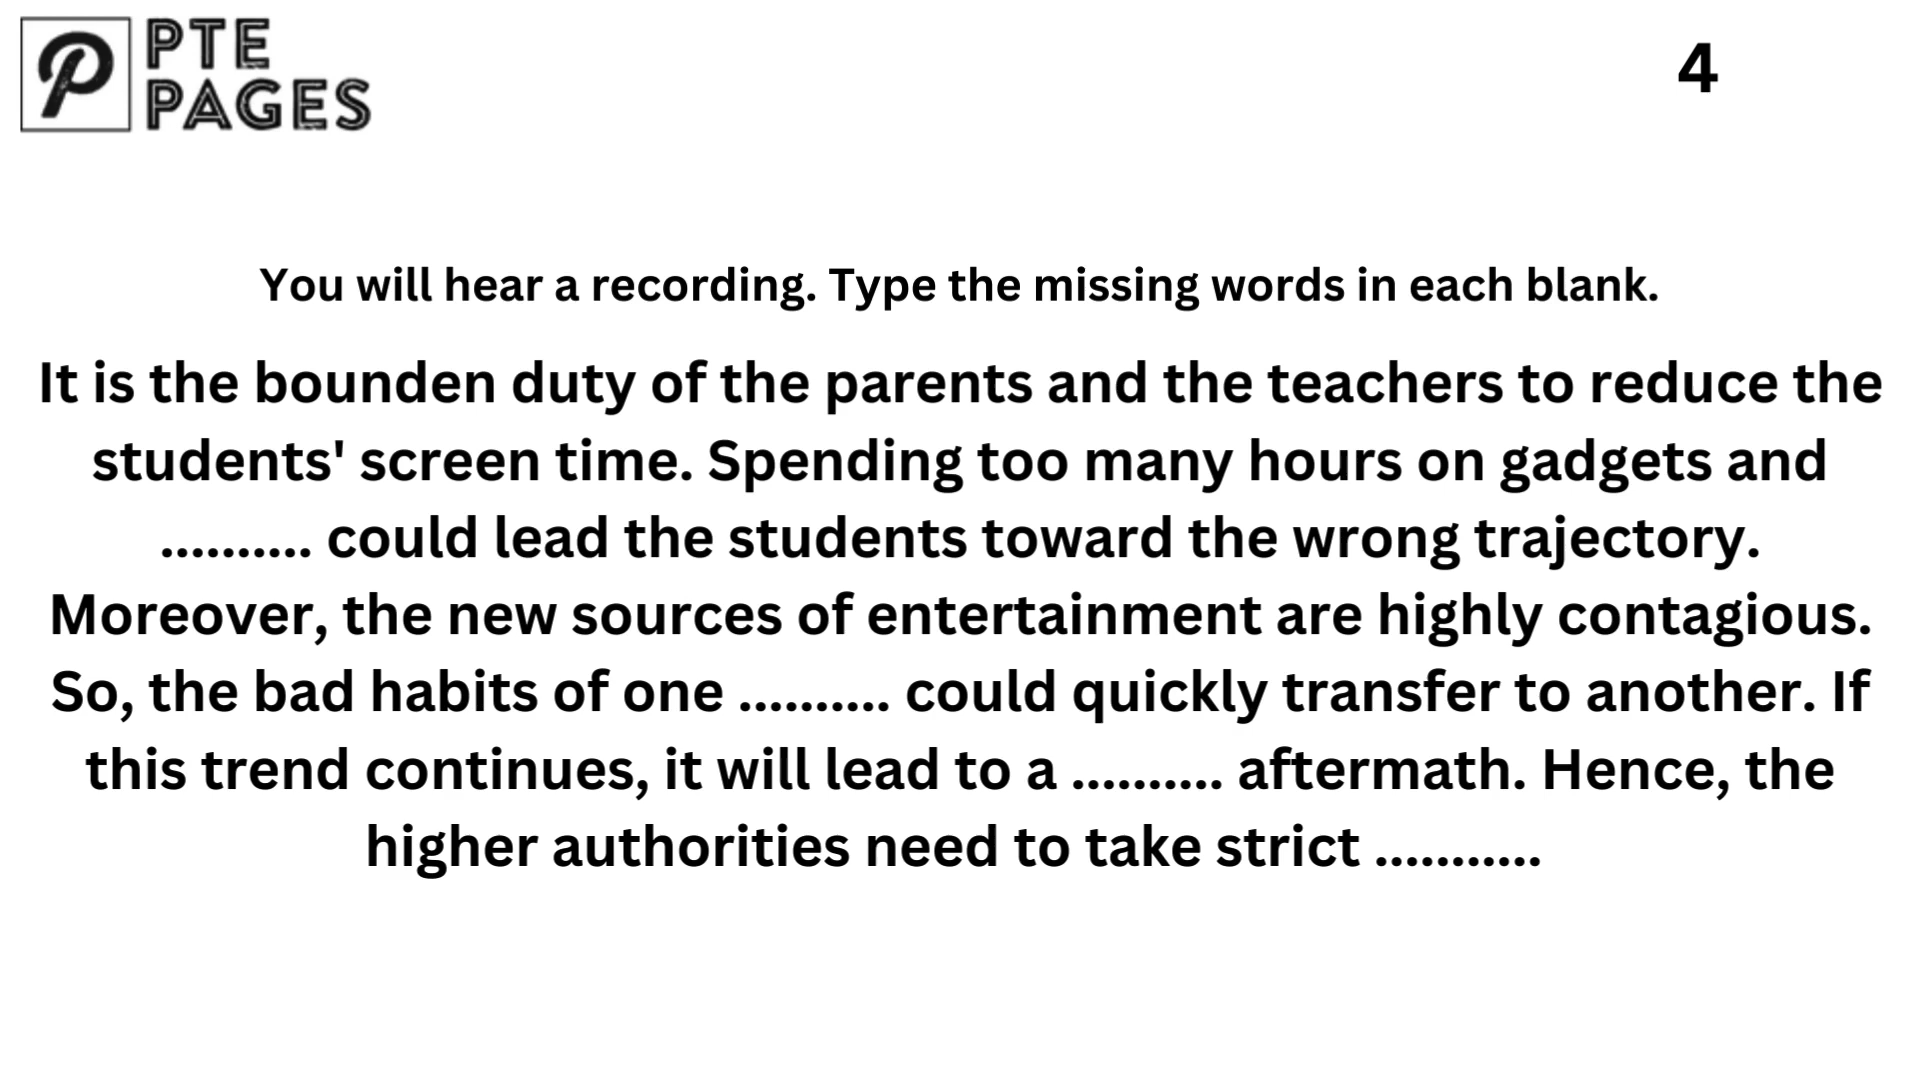 PTE
PAGES
4
You will hear a recording. Type the missing words in each blank.
It is the bounden duty of the parents and the teachers to reduce the
students' screen time. Spending too many hours on gadgets and
.......... could lead the students toward the wrong trajectory.
Moreover, the new sources of entertainment are highly contagious.
So, the bad habits of one .......... could quickly transfer to another. If
this trend continues, it will lead to a .......... aftermath. Hence, the
higher authorities need to take strict ...........